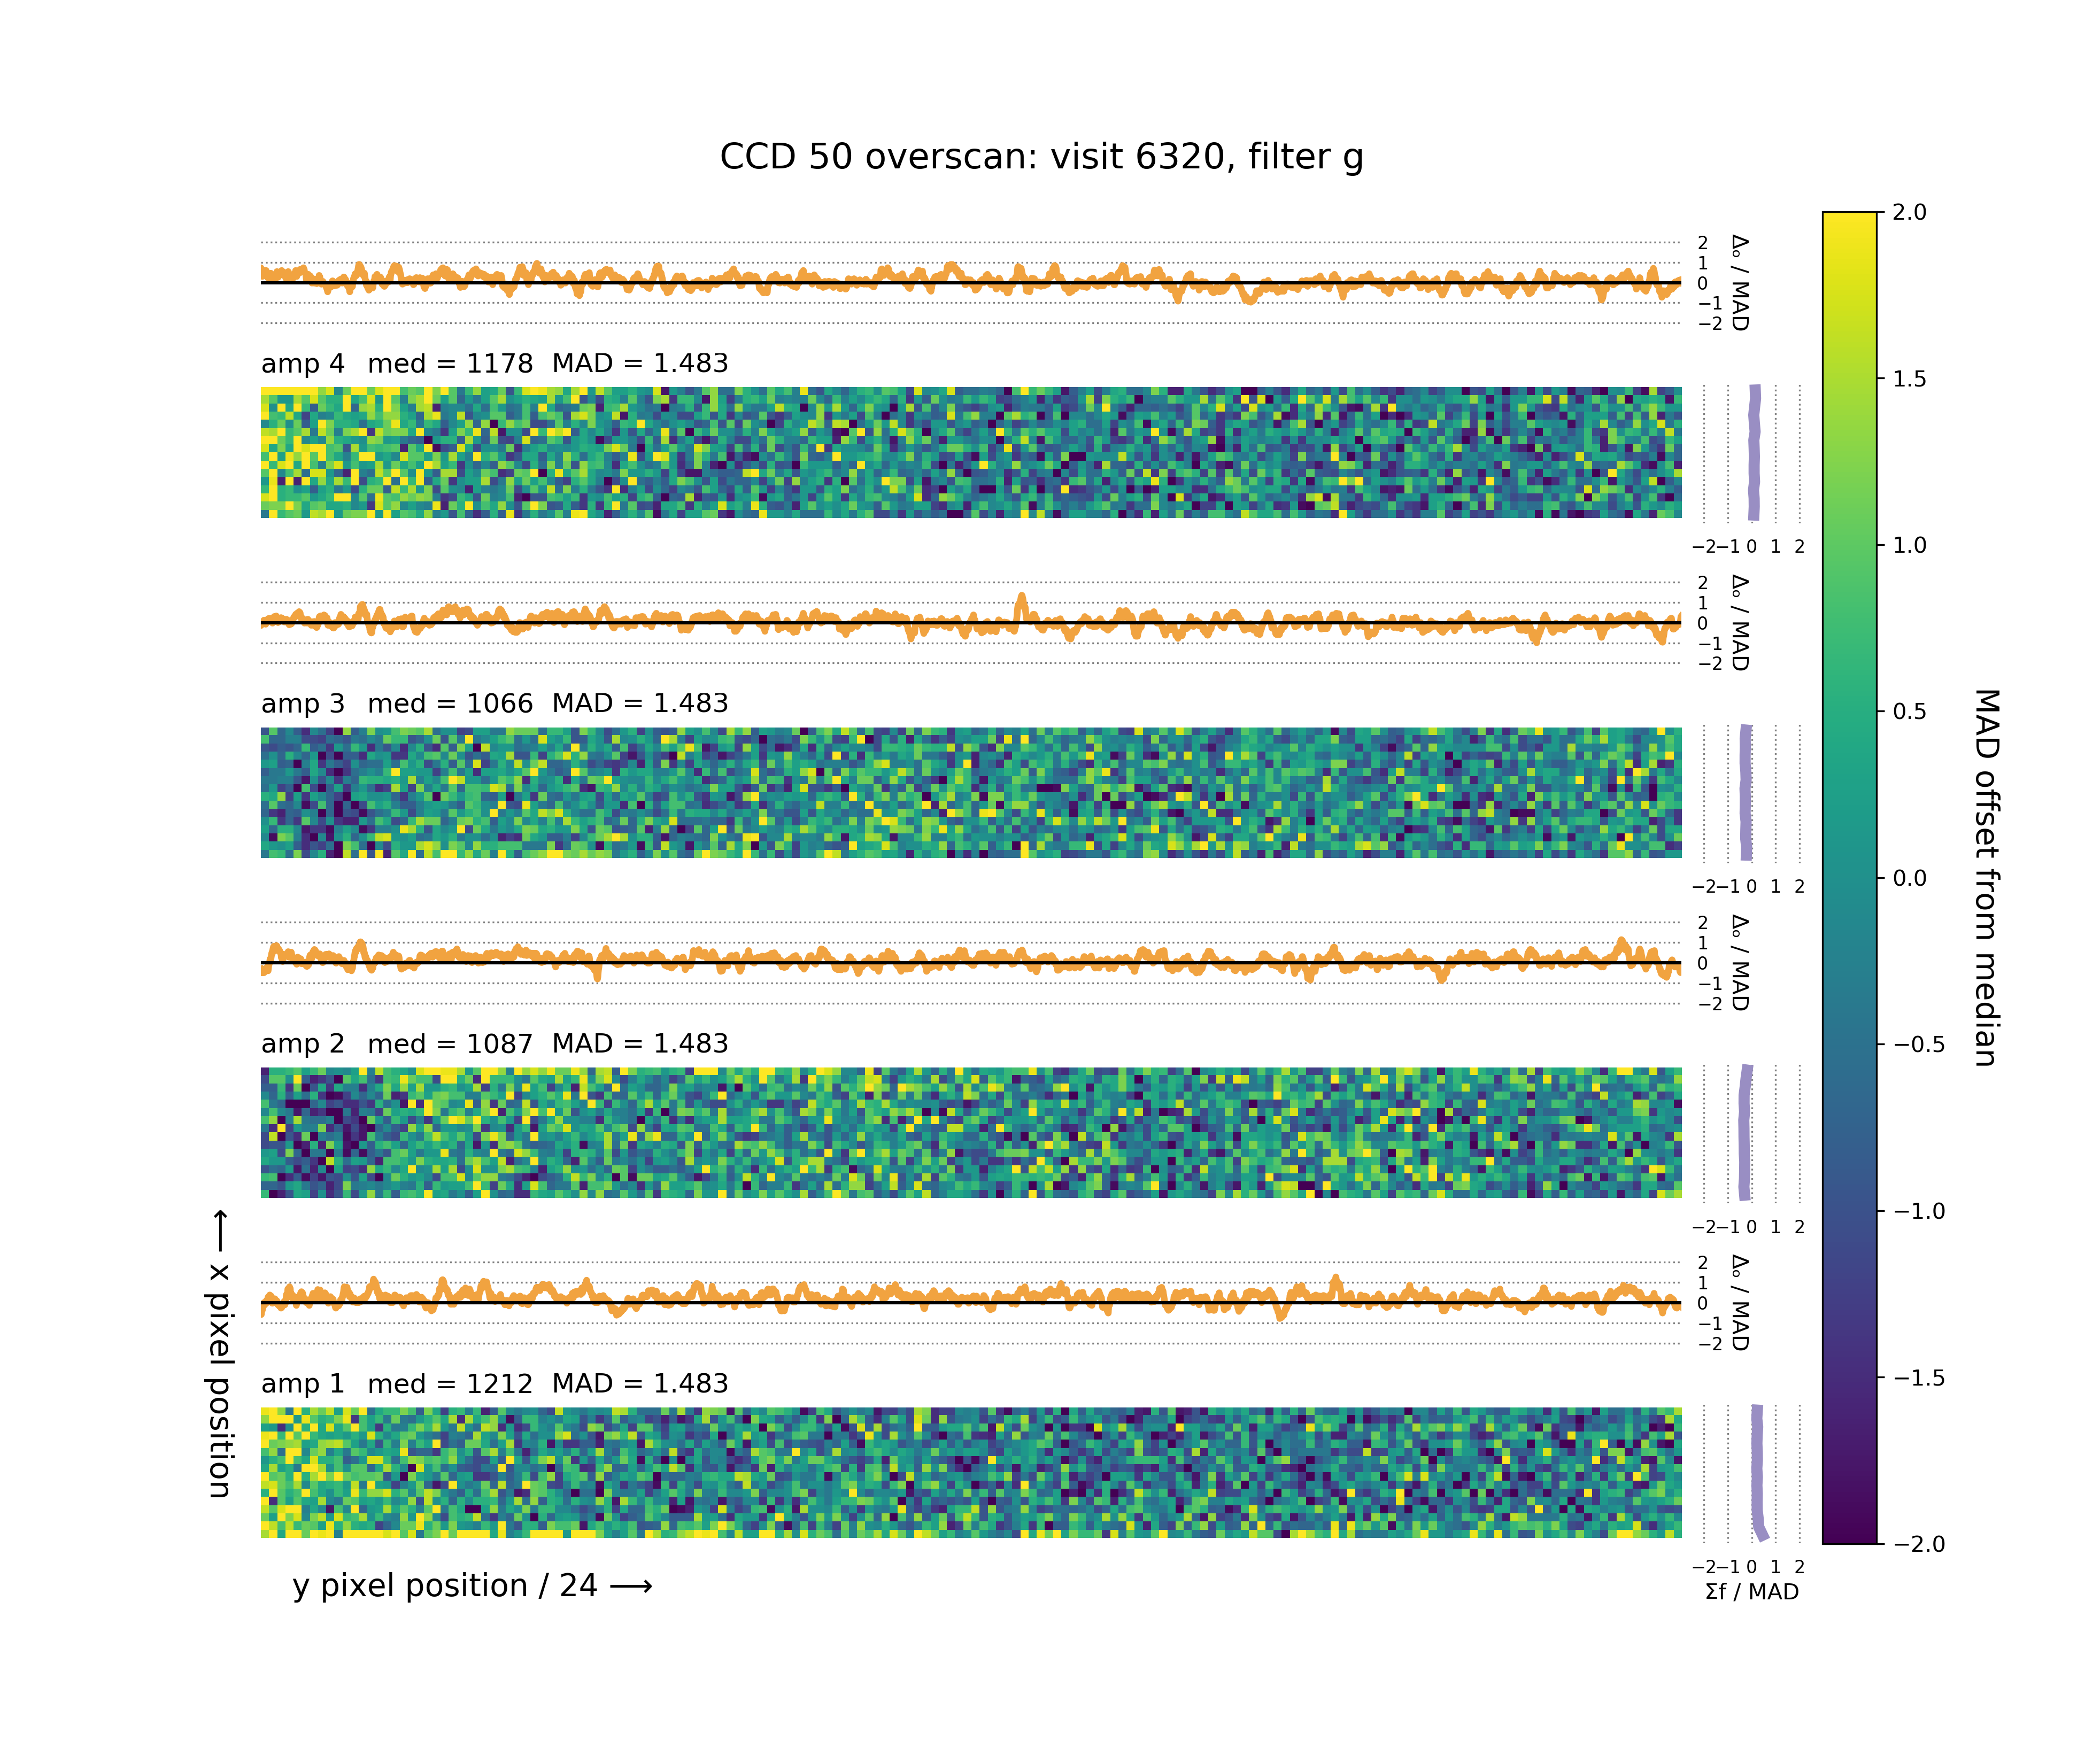 CCD 50 overscan: visit 6320, filter g
2
1
0
−1
−2
Δₒ / MAD
amp 4 med = 1178 MAD = 1.483
−2 −1 0 1 2
2
1
0
−1
−2
Δₒ / MAD
amp 3 med = 1066 MAD = 1.483
−2 −1 0 1 2
2
1
0
−1
−2
Δₒ / MAD
amp 2 med = 1087 MAD = 1.483
−2 −1 0 1 2
2
1
0
−1
−2
Δₒ / MAD
amp 1 med = 1212 MAD = 1.483
−2 −1 0 1 2
Σf / MAD
⟵ x pixel position
y pixel position / 24 ⟶
2.0
1.5
1.0
0.5
0.0
−0.5
−1.0
−1.5
−2.0
MAD offset from median